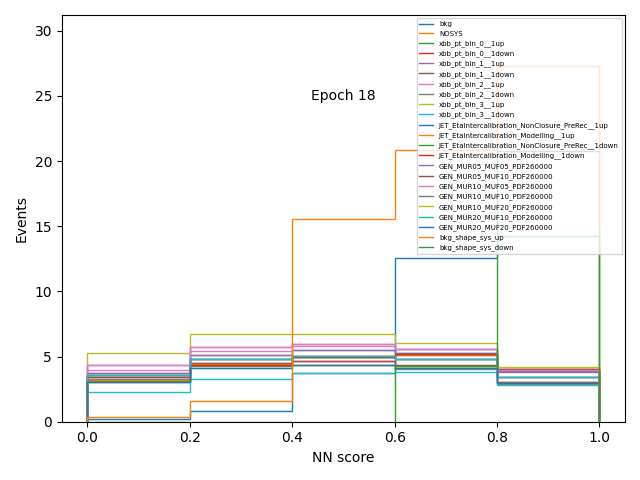 Epoch 18
bkg
NOSYS
xbb_pt_bin_0__1up
xbb_pt_bin_0__1down
xbb_pt_bin_1__1up
xbb_pt_bin_1__1down
xbb_pt_bin_2__1up
xbb_pt_bin_2__1down
xbb_pt_bin_3__1up
xbb_pt_bin_3__1down
JET_EtaIntercalibration_NonClosure_PreRec__1up
JET_EtaIntercalibration_Modelling__1up
JET_EtaIntercalibration_NonClosure_PreRec__1down
JET_EtaIntercalibration_Modelling__1down
GEN_MUR05_MUF05_PDF260000
GEN_MUR05_MUF10_PDF260000
GEN_MUR10_MUF05_PDF260000
GEN_MUR10_MUF10_PDF260000
GEN_MUR10_MUF20_PDF260000
GEN_MUR20_MUF10_PDF260000
GEN_MUR20_MUF20_PDF260000
bkg_shape_sys_up
bkg_shape_sys_down
Events
30
25
20
15
10
5
0
0.0 0.2 0.4 0.6 0.8 1.0
NN score